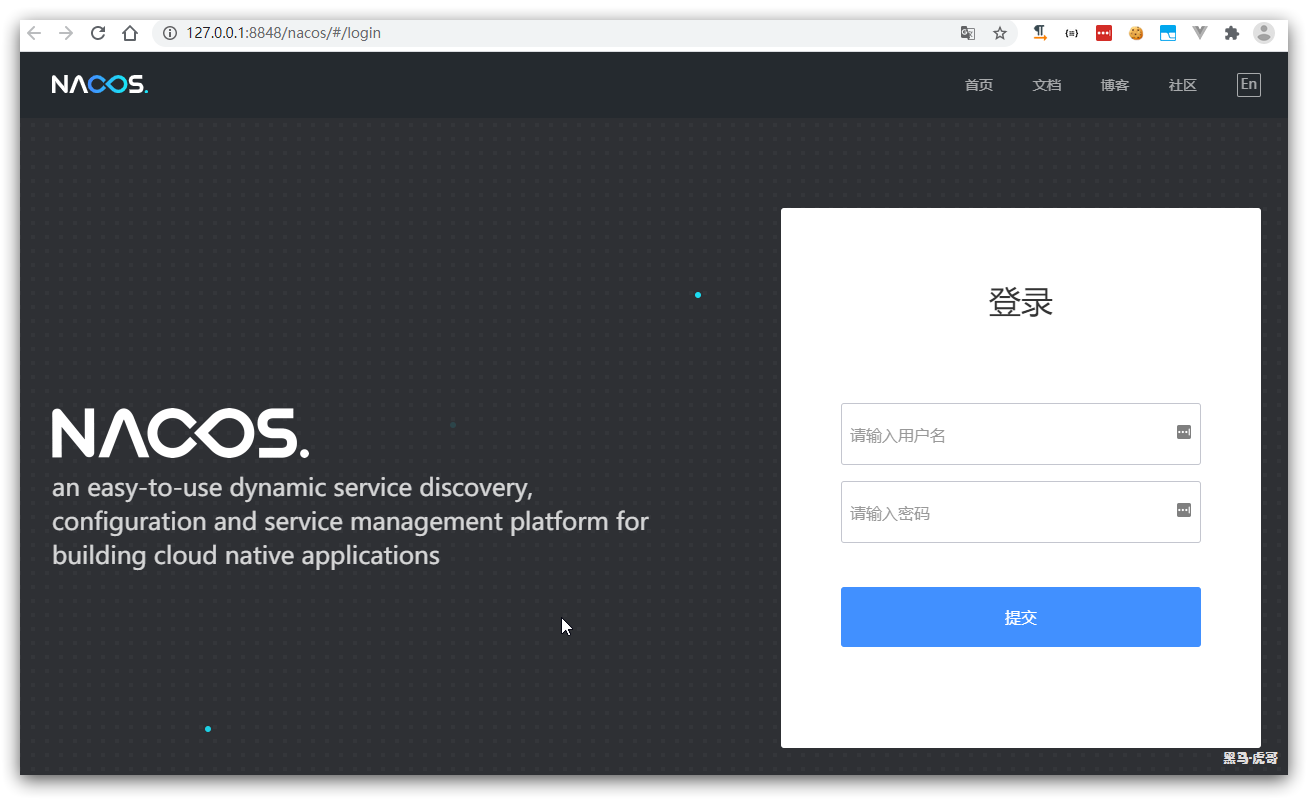 127.0.0.1:8848/nacos/#/login
NACOS.
首页 文档 博客 社区 En
登录
请输入用户名
请输入密码
提交
NACOS.
an easy-to-use dynamic service discovery,
configuration and service management platform for
building cloud native applications
黑马·虎哥